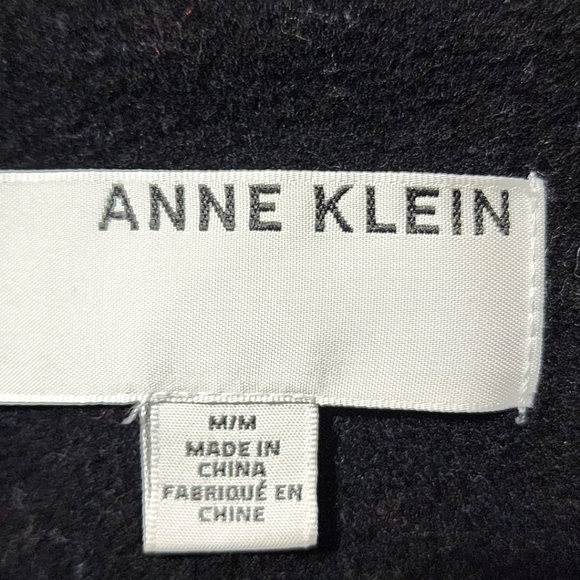 ANNE KLEIN
M/M
MADE IN
CHINA
FABRIQUÉ EN
CHINE